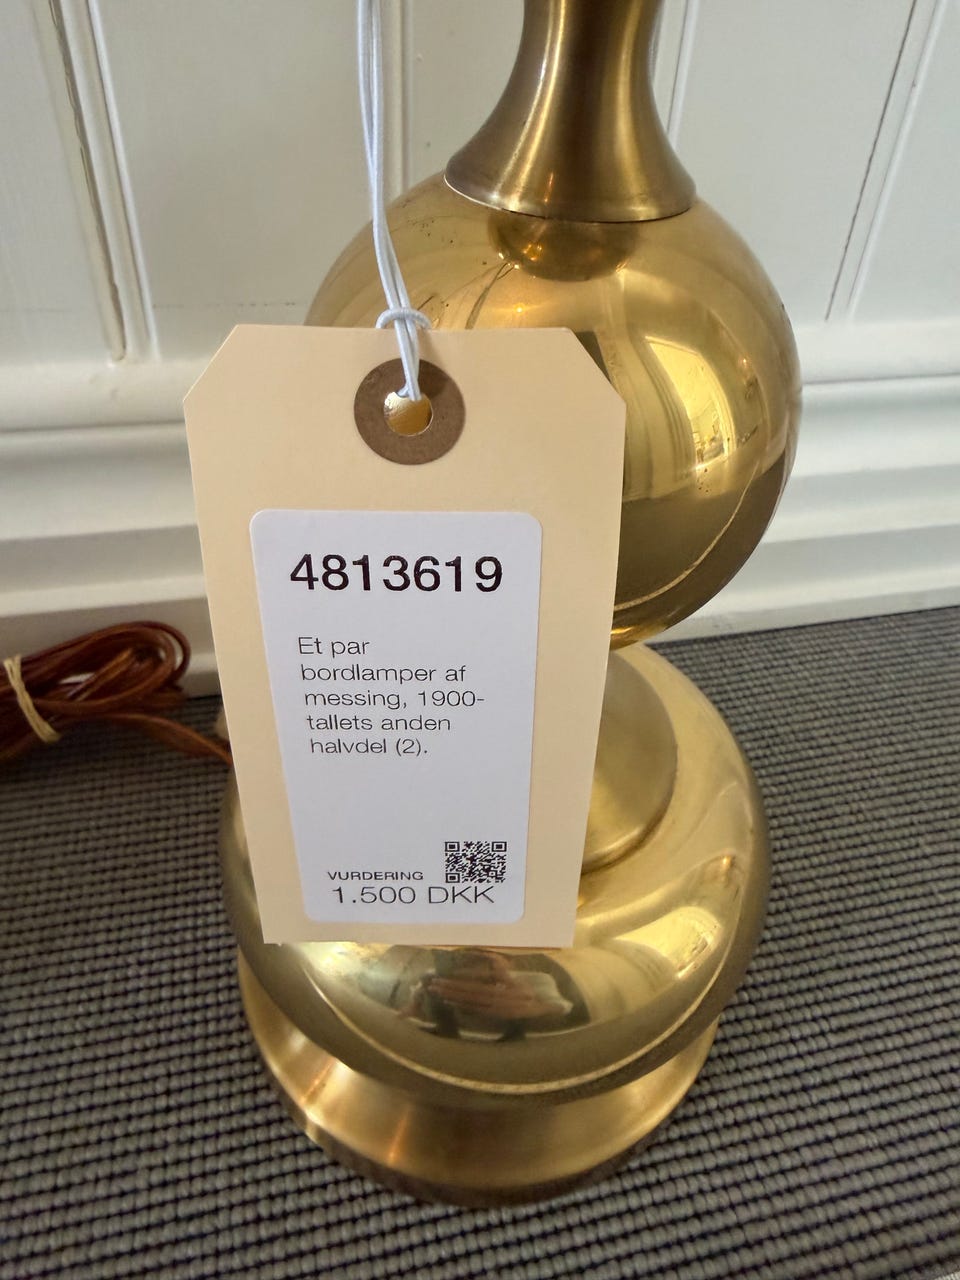 4813619
Et par
bordlamper af
messing, 1900-
tallets anden
halvdel (2).
VURDERING
1.500 DKK